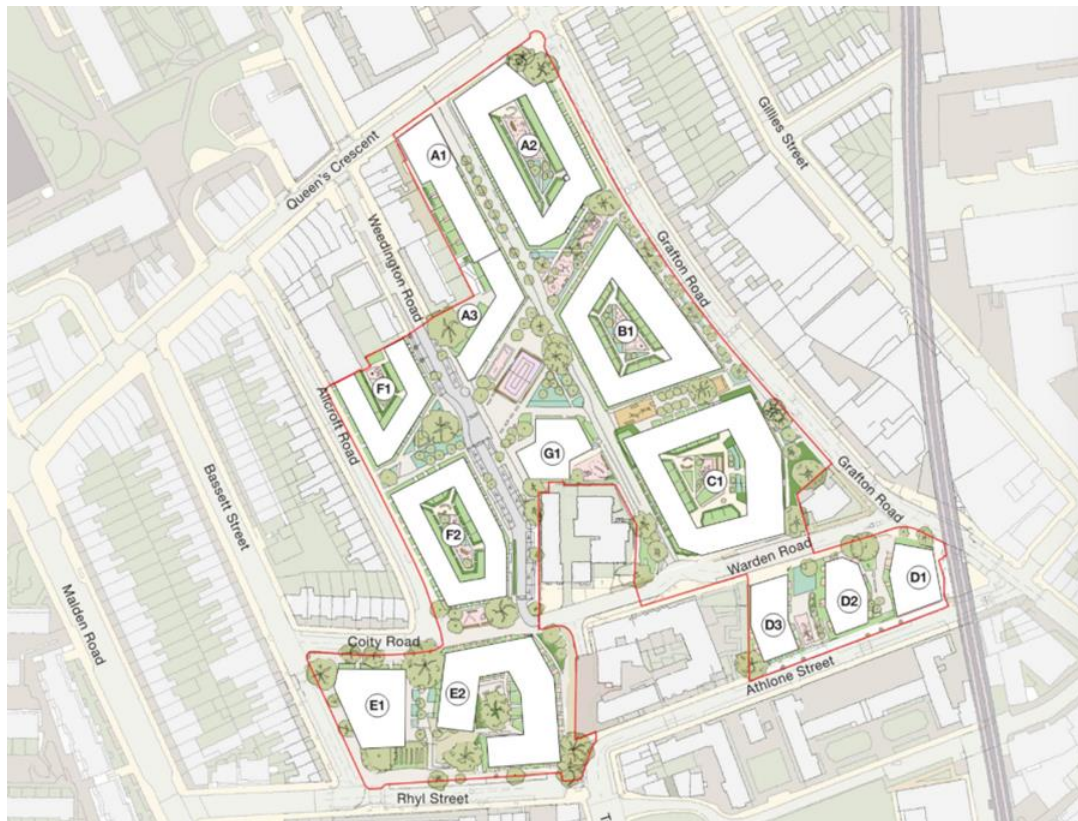 Queen's Crescent
Gillies Street
A1
A2
Weedington Road
Grafton Road
A3
B1
F1
Allcroft Road
G1
C1
Bassett Street
F2
Grafton Road
Warden Road
Malden Road
D1
D2
D3
Coity Road
Athlone Street
E2
E1
Rhyl Street
T